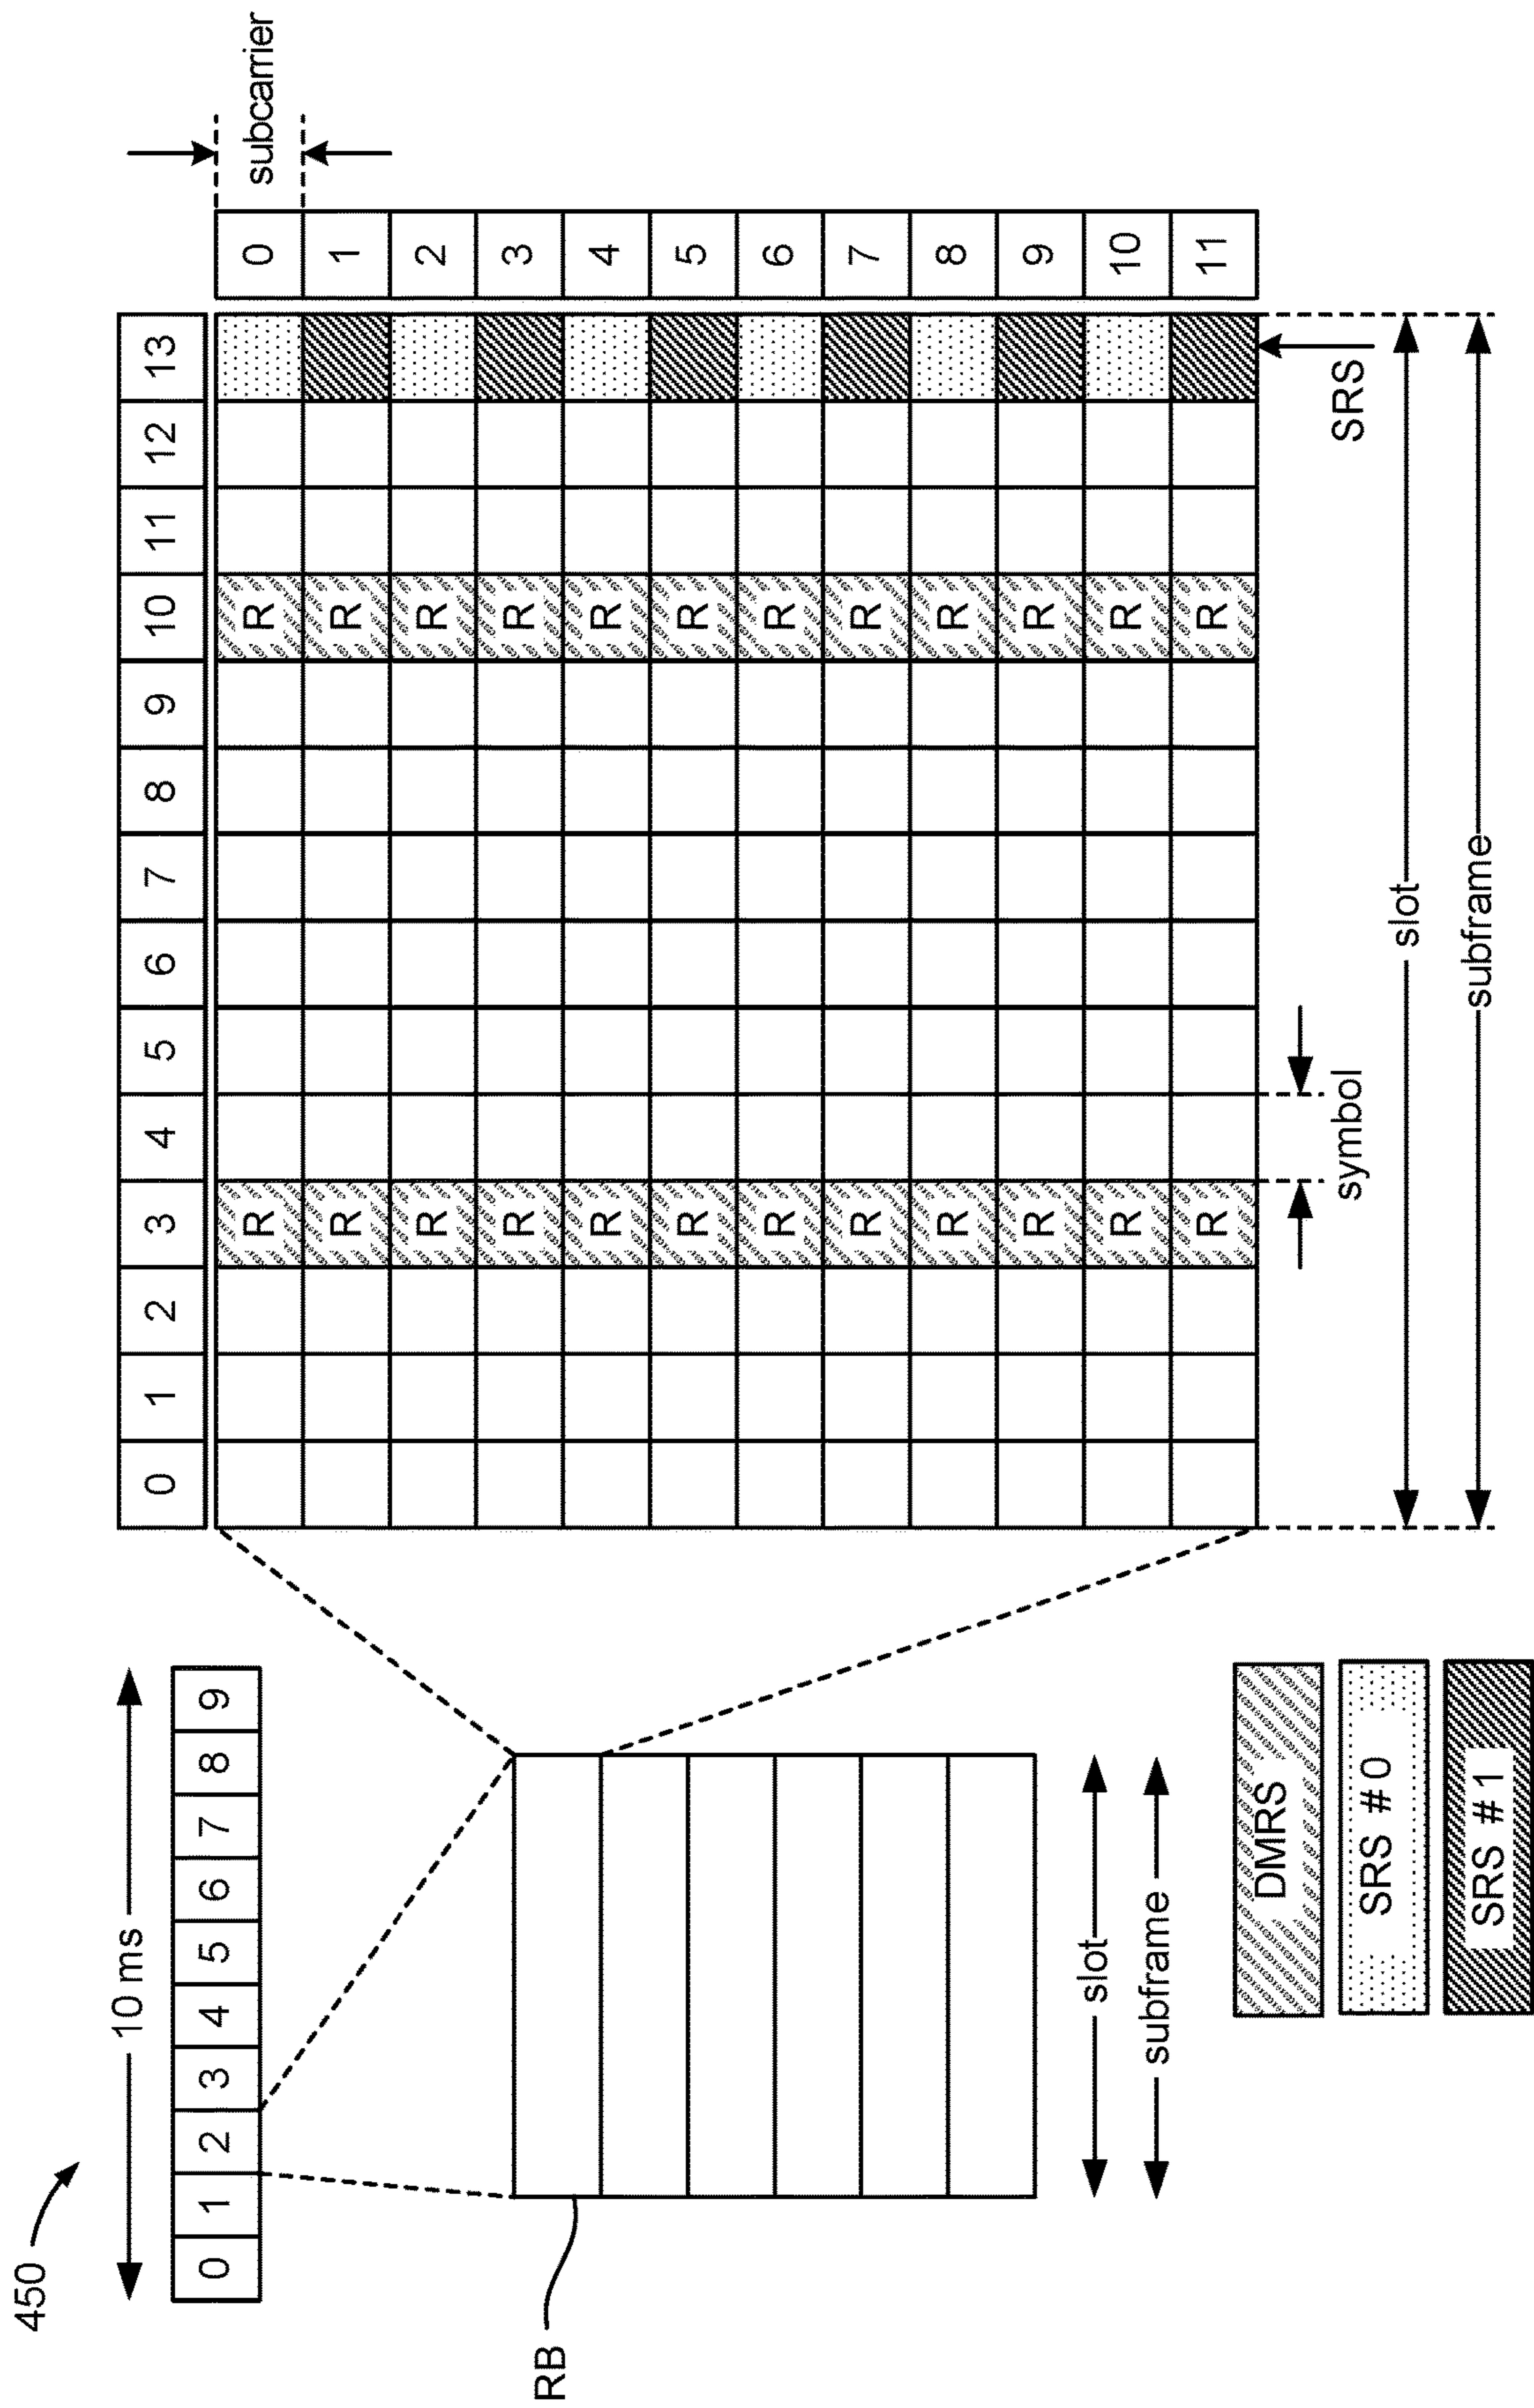 450
10 ms
0 1 2 3 4 5 6 7 8 9
RB
slot
subframe
DMRS
SRS # 0
SRS # 1
0 1 2 3 4 5 6 7 8 9 10 11 12 13
subcarrier
R R 0
R R 1
R R 2
R R 3
R R 4
R R 5
R R 6
R R 7
R R 8
R R 9
R R 10
R R 11
symbol
SRS
slot
subframe